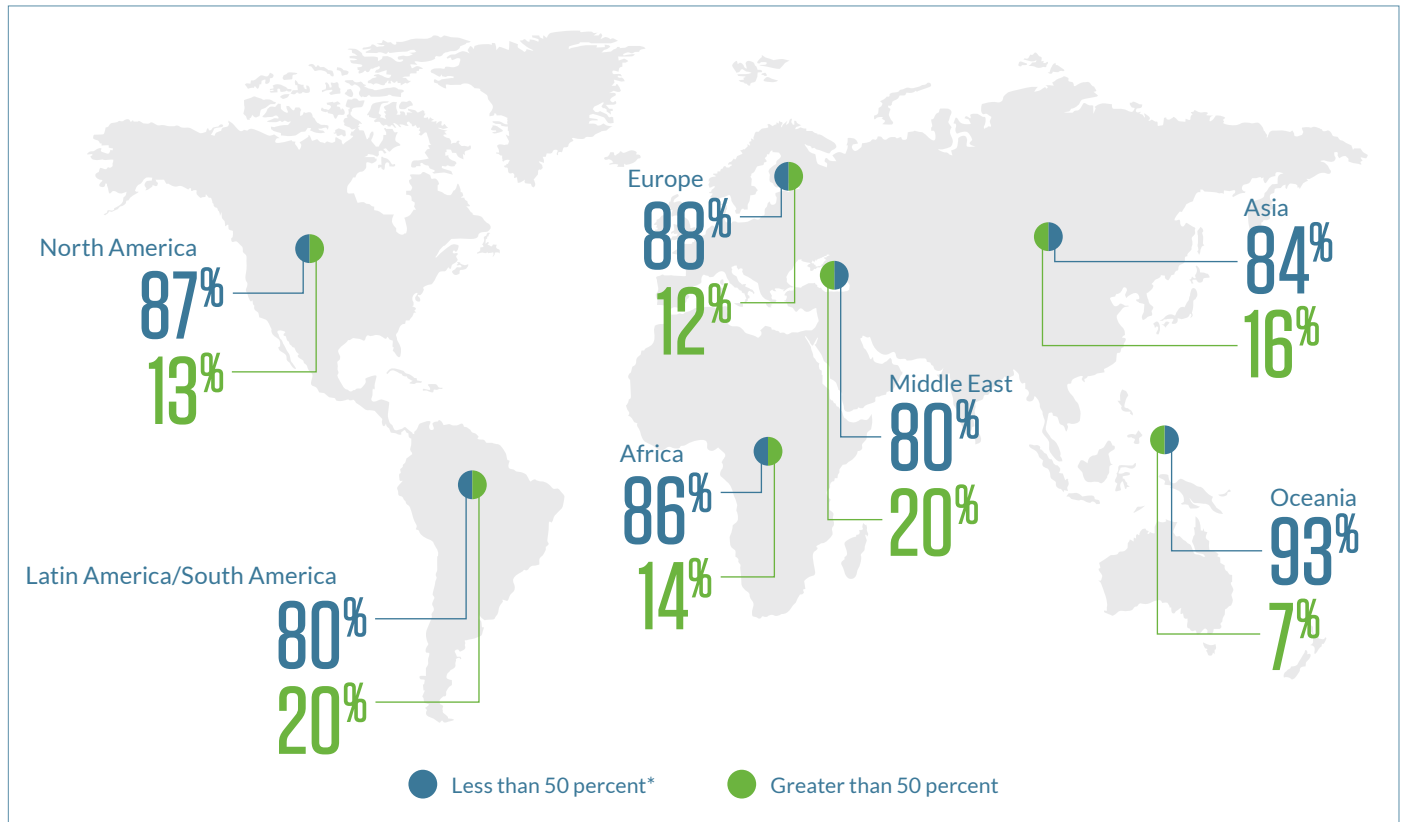 North America
87%
13%
Latin America/South America
80%
20%
Europe
88%
12%
Africa
86%
14%
Middle East
80%
20%
Asia
84%
16%
Oceania
93%
7%
Less than 50 percent*
Greater than 50 percent